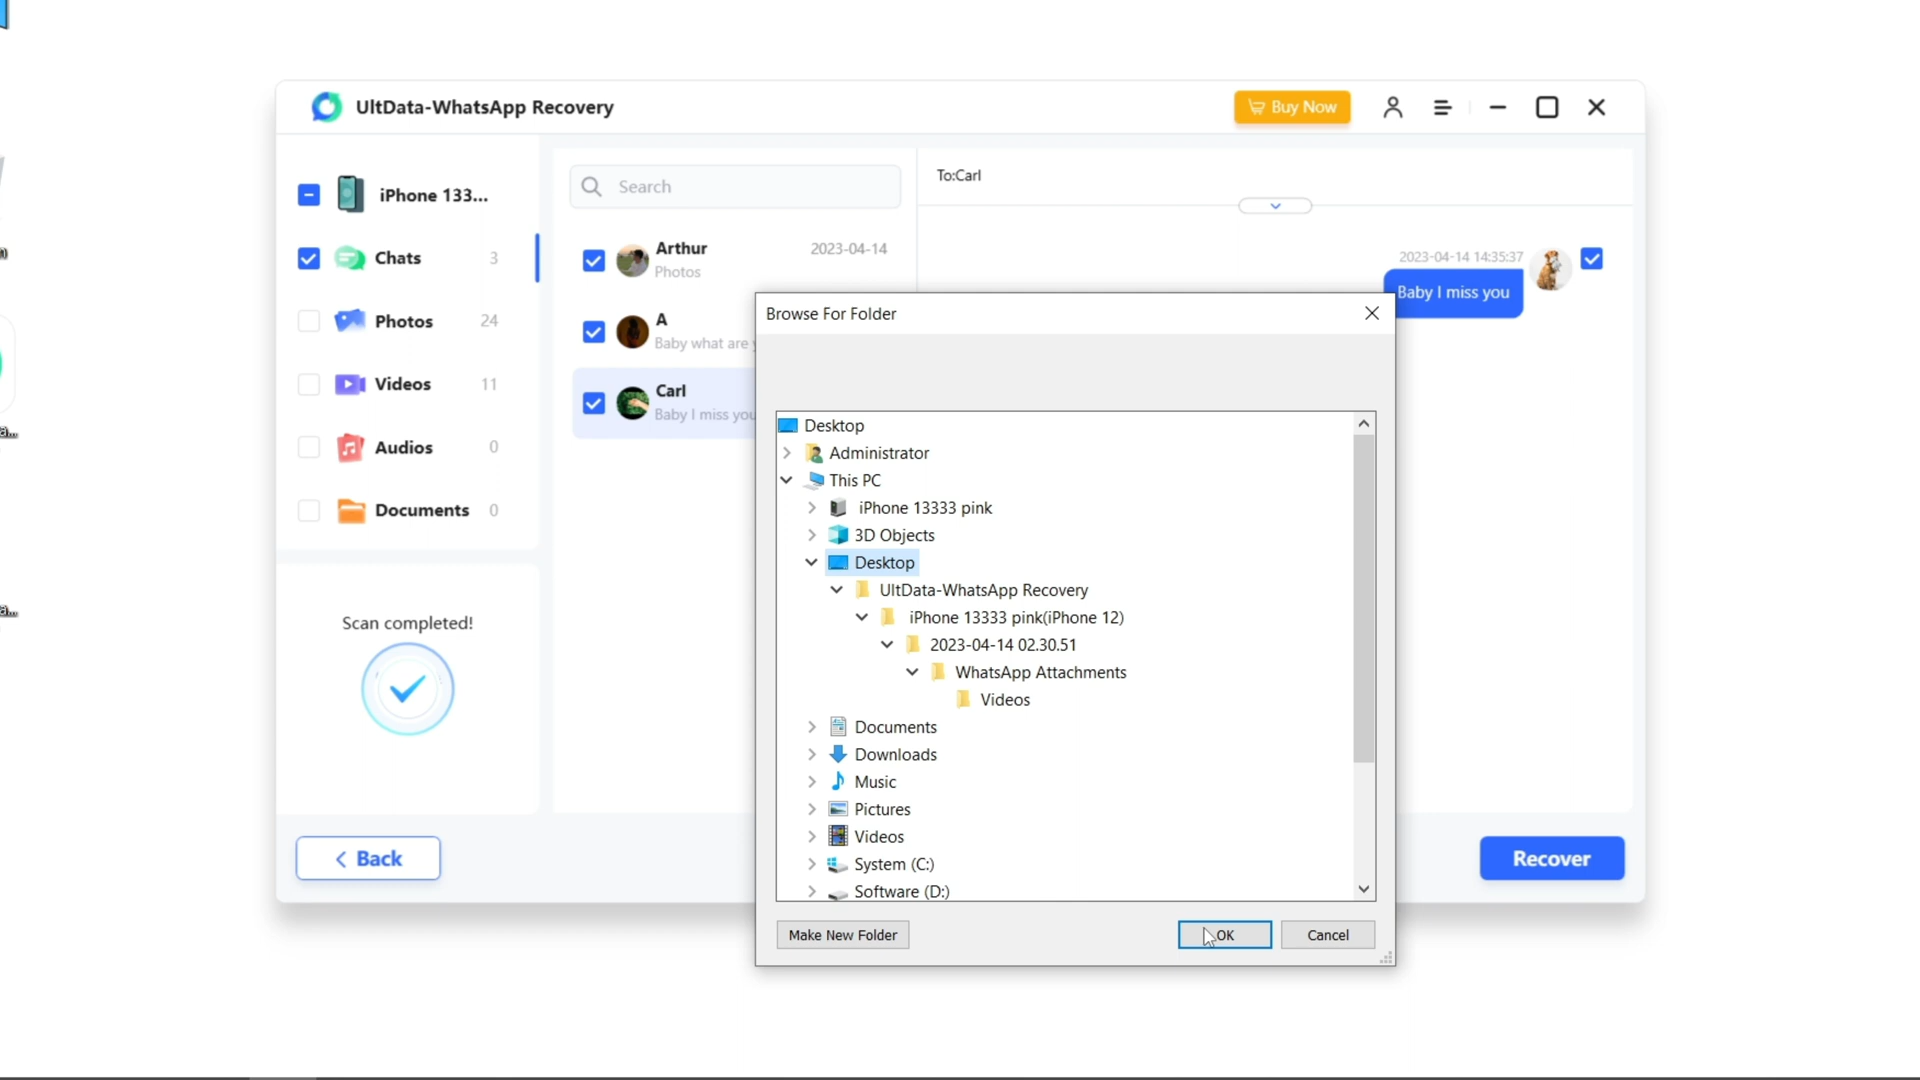 UltData-WhatsApp Recovery
Buy Now
iPhone 133...
Chats 3
Photos 24
Videos 11
Audios 0
Documents 0
Scan completed!
Back
Search
Arthur 2023-04-14
Photos
A
Baby what are
Carl
Baby I miss you
To:Carl
2023-04-14 14:35:37
Baby I miss you
Browse For Folder
Desktop
Administrator
This PC
iPhone 13333 pink
3D Objects
Desktop
UltData-WhatsApp Recovery
iPhone 13333 pink(iPhone 12)
2023-04-14 02.30.51
WhatsApp Attachments
Videos
Documents
Downloads
Music
Pictures
Videos
System (C:)
Software (D:)
Make New Folder
OK
Cancel
Recover